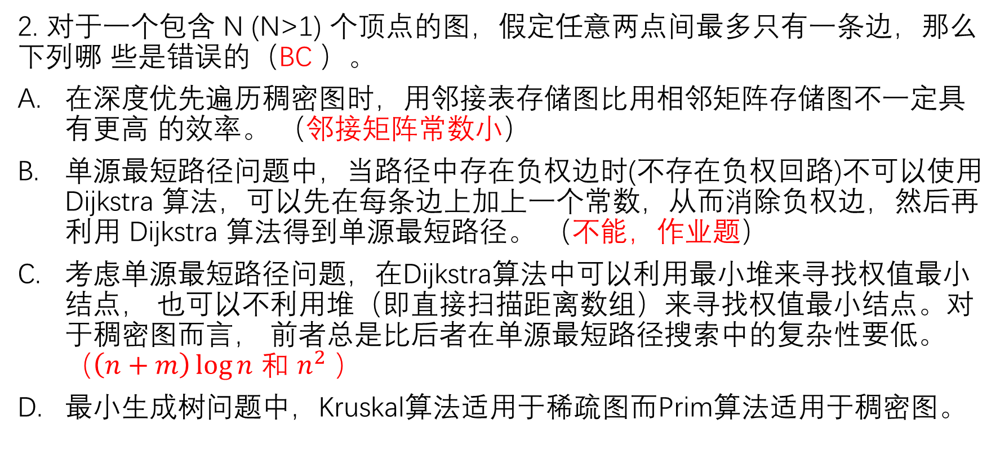 2. 对于一个包含 N (N>1) 个顶点的图，假定任意两点间最多只有一条边，那么
下列哪 些是错误的（BC ）。
A. 在深度优先遍历稠密图时，用邻接表存储图比用相邻矩阵存储图不一定具
有更高 的效率。 （邻接矩阵常数小）
B. 单源最短路径问题中，当路径中存在负权边时(不存在负权回路)不可以使用
Dijkstra 算法，可以先在每条边上加上一个常数，从而消除负权边，然后再
利用 Dijkstra 算法得到单源最短路径。 （不能，作业题）
C. 考虑单源最短路径问题，在Dijkstra算法中可以利用最小堆来寻找权值最小
结点， 也可以不利用堆（即直接扫描距离数组）来寻找权值最小结点。对
于稠密图而言， 前者总是比后者在单源最短路径搜索中的复杂性要低。
（(n + m) log n 和 n² ）
D. 最小生成树问题中，Kruskal算法适用于稀疏图而Prim算法适用于稠密图。